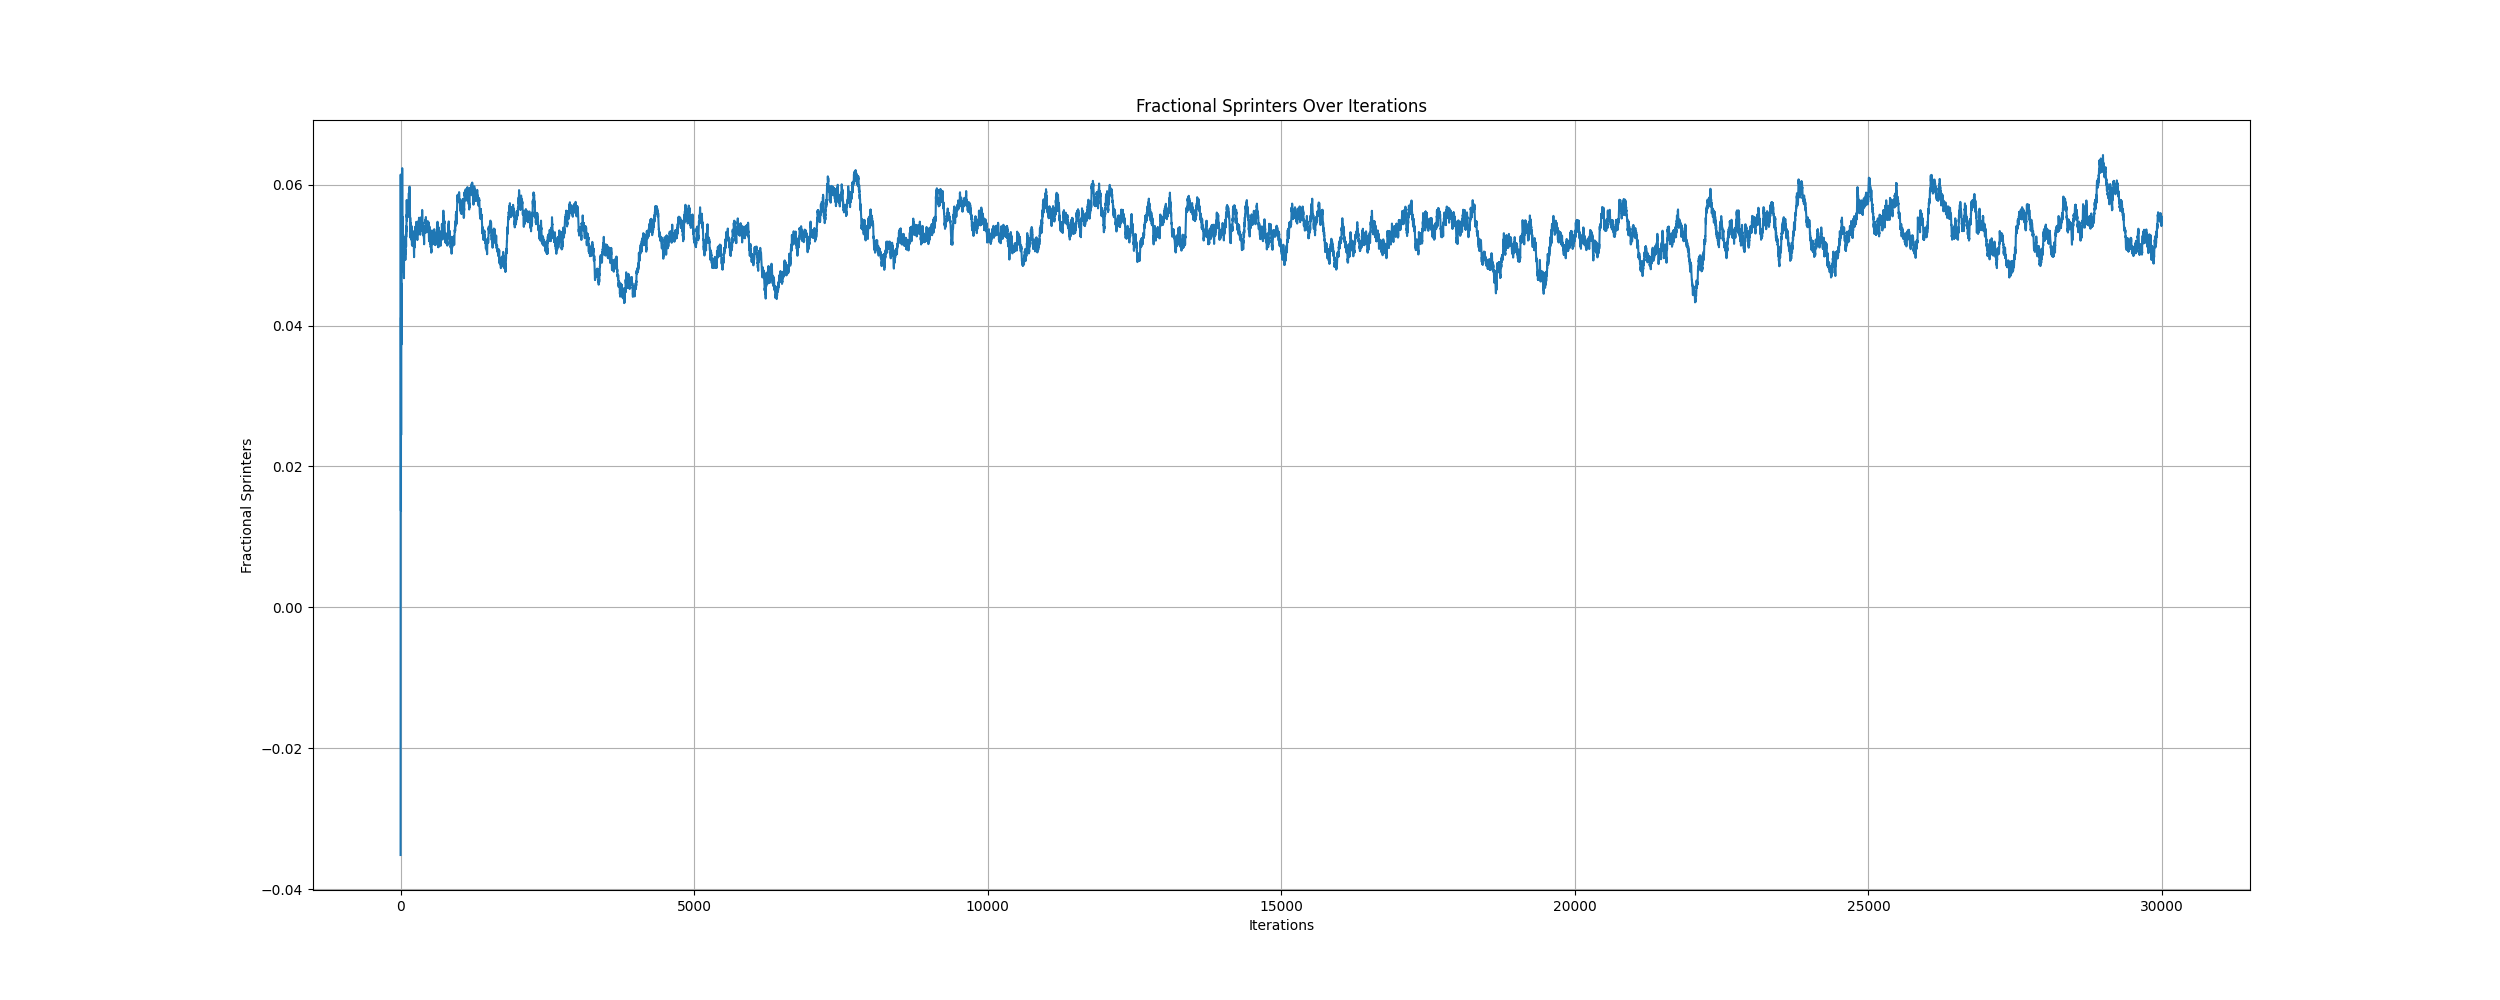 Fractional Sprinters Over Iterations
Fractional Sprinters
0.06
0.04
0.02
0.00
−0.02
−0.04
0 5000 10000 15000 20000 25000 30000
Iterations